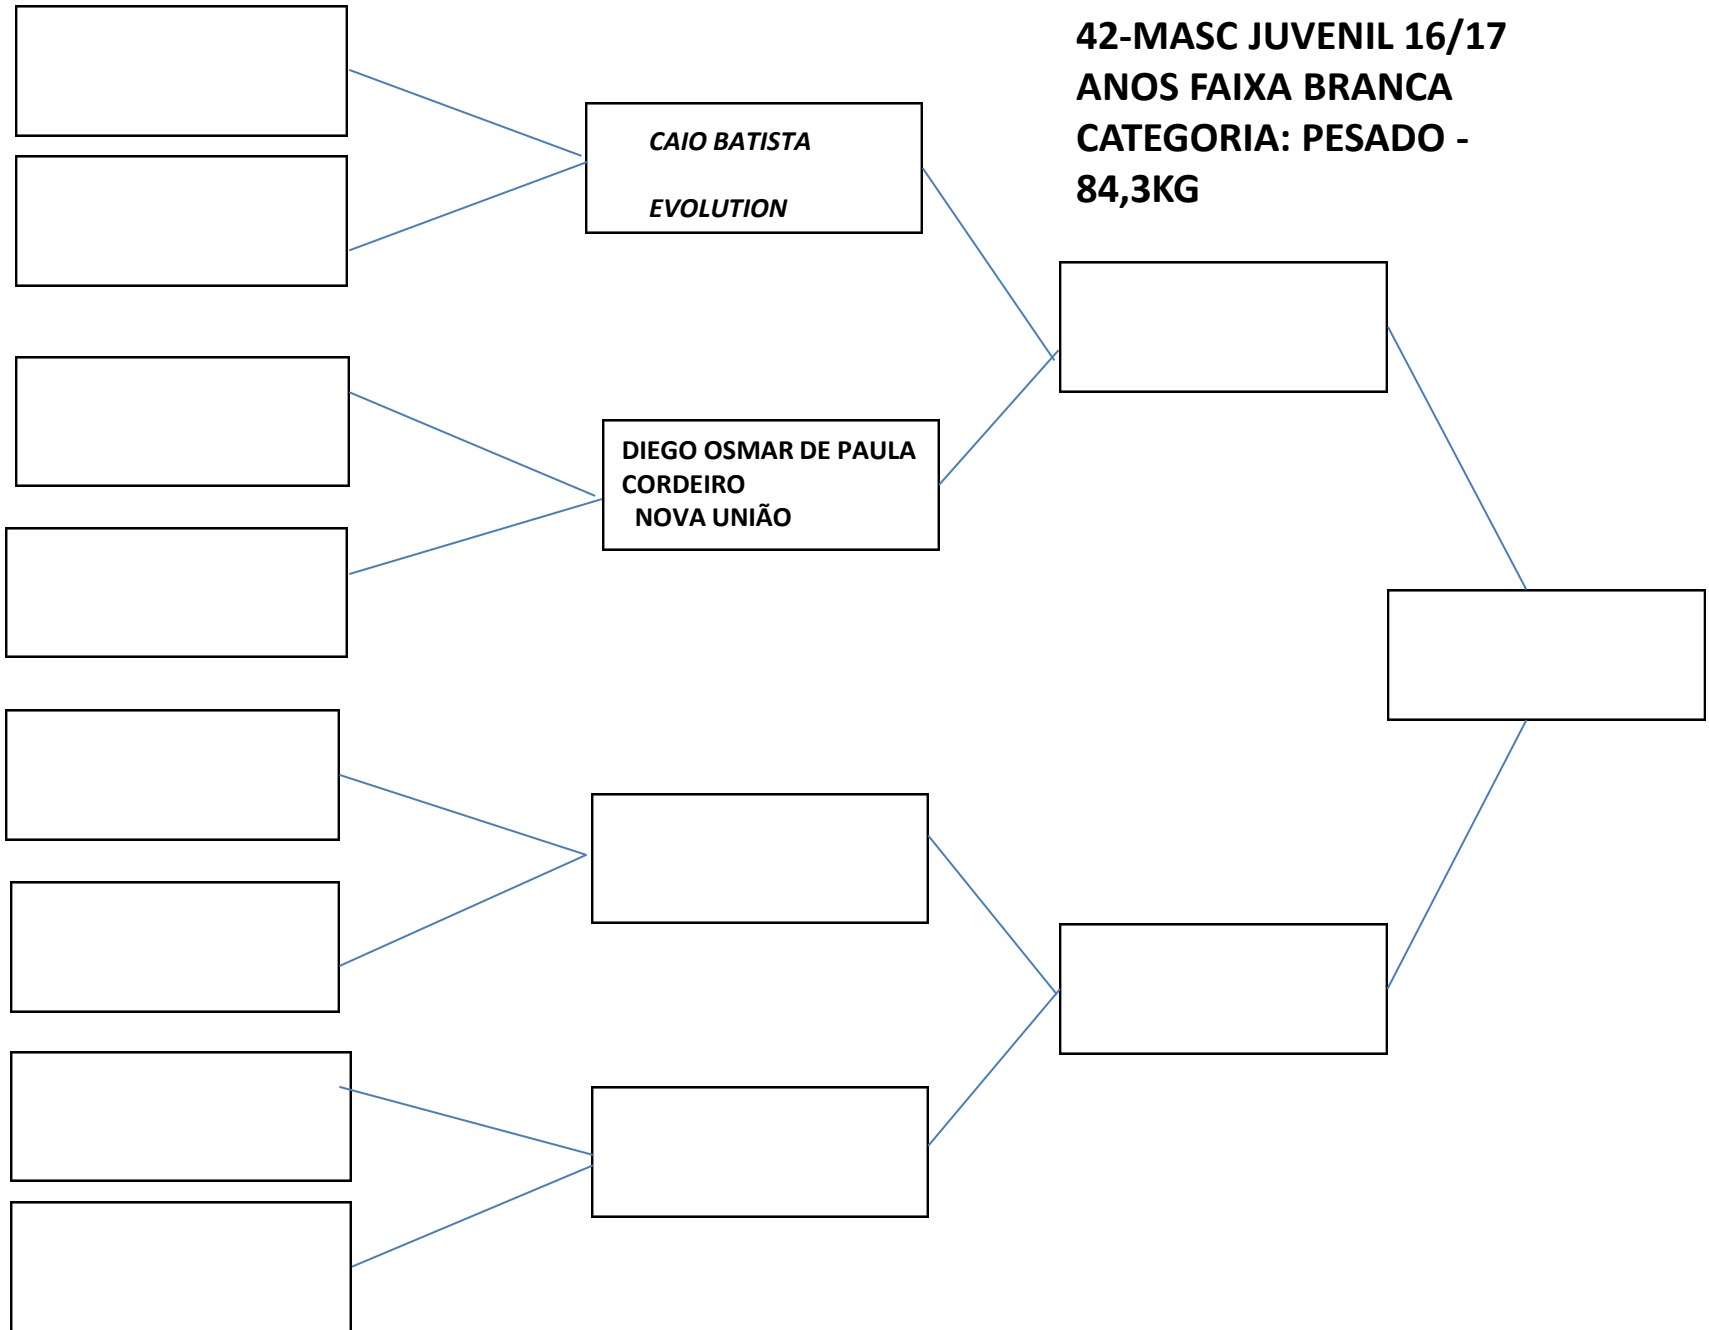 42-MASC JUVENIL 16/17
ANOS FAIXA BRANCA
CATEGORIA: PESADO -
84,3KG
CAIO BATISTA
EVOLUTION
DIEGO OSMAR DE PAULA
CORDEIRO
NOVA UNIÃO